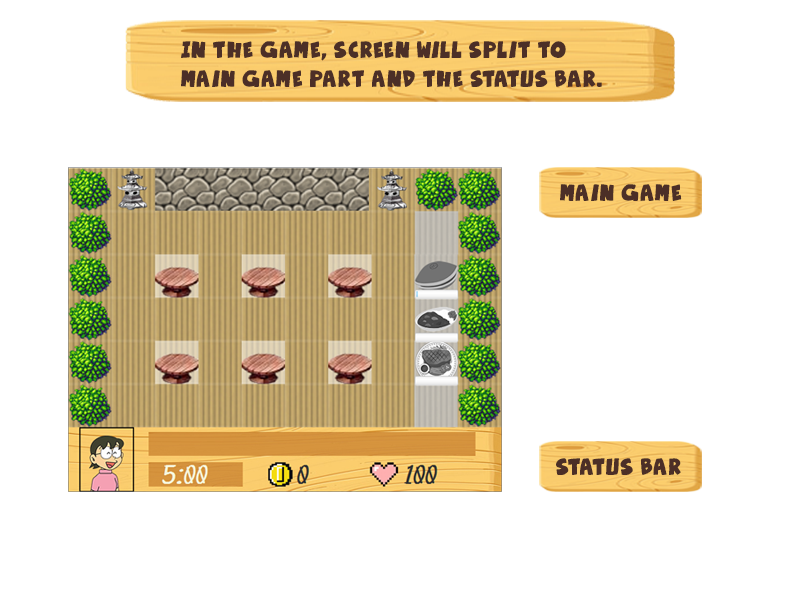 IN THE GAME, SCREEN WILL SPLIT TO
MAIN GAME PART AND THE STATUS BAR.
MAIN GAME
STATUS BAR
5:00 0 100